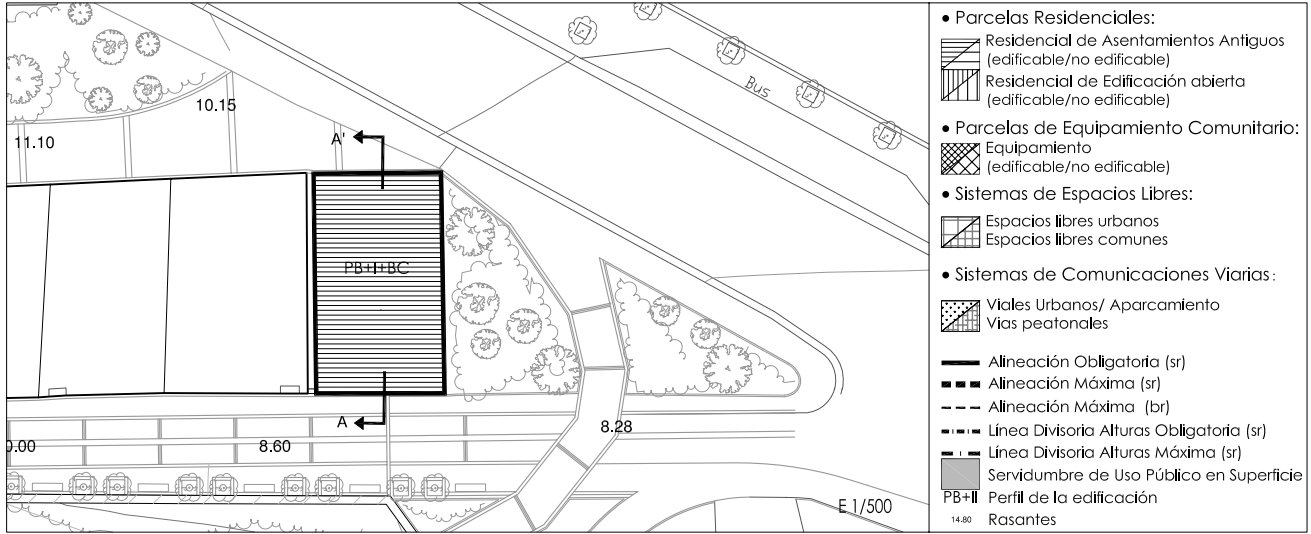 10.15
11.10
Bus
A'
PB+I+BC
A
8.28
0.00
8.60
E 1/500
• Parcelas Residenciales:
Residencial de Asentamientos Antiguos
(edificable/no edificable)
Residencial de Edificación abierta
(edificable/no edificable)
• Parcelas de Equipamiento Comunitario:
Equipamiento
(edificable/no edificable)
• Sistemas de Espacios Libres:
Espacios libres urbanos
Espacios libres comunes
• Sistemas de Comunicaciones Viarias:
Viales Urbanos/ Aparcamiento
Vias peatonales
Alineación Obligatoria (sr)
Alineación Máxima (sr)
Alineación Máxima (br)
Línea Divisoria Alturas Obligatoria (sr)
Línea Divisoria Alturas Máxima (sr)
Servidumbre de Uso Público en Superficie
PB+II Perfil de la edificación
14.80 Rasantes